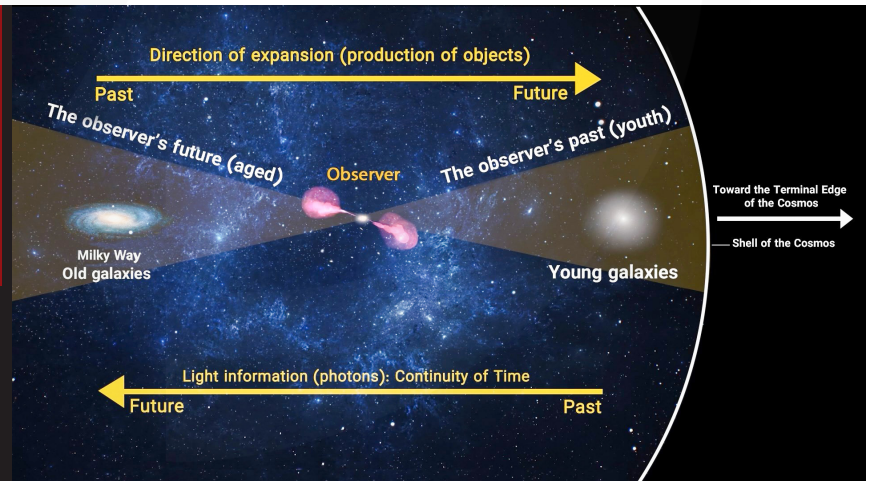 Direction of expansion (production of objects)
Past
Future
The observer's future (aged)
Observer
The observer's past (youth)
Toward the Terminal Edge
of the Cosmos
Shell of the Cosmos
Milky Way
Old galaxies
Young galaxies
Light information (photons): Continuity of Time
Future
Past